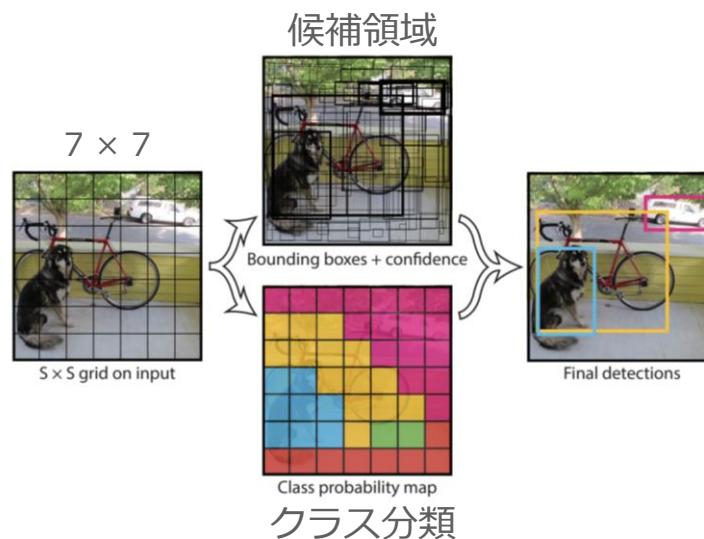 候補領域
7 × 7
Bounding boxes + confidence
S × S grid on input
Final detections
Class probability map
クラス分類